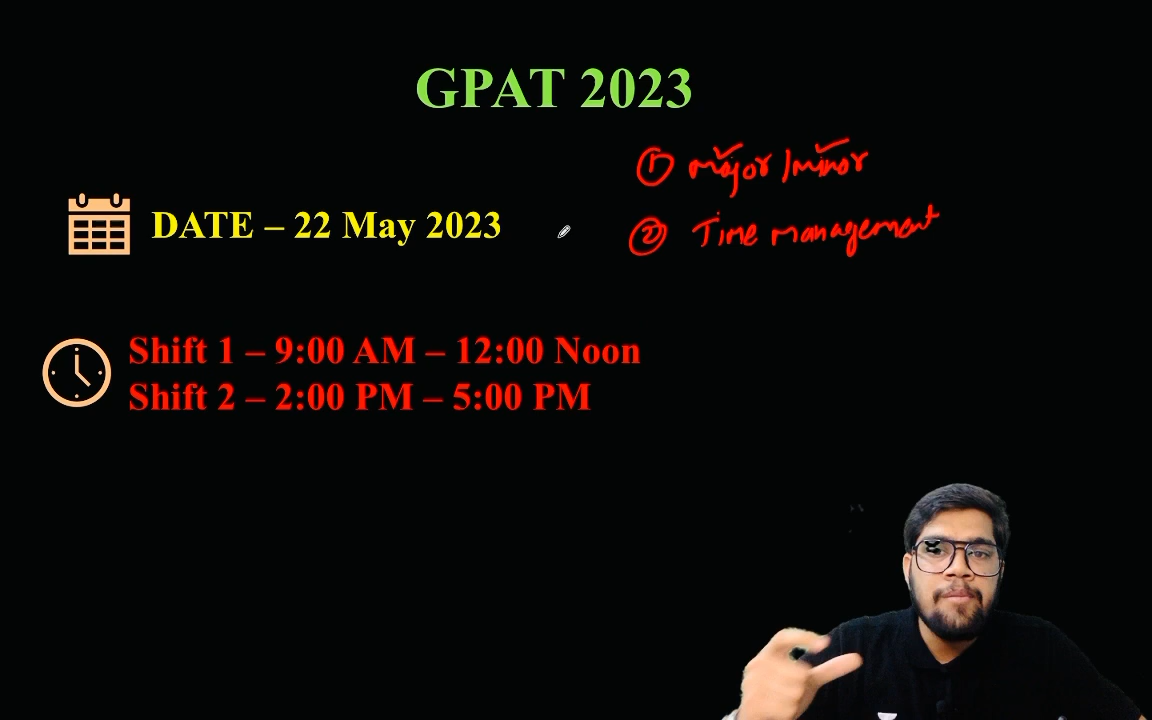 GPAT 2023
① major / minor
DATE – 22 May 2023
② Time management
Shift 1 – 9:00 AM – 12:00 Noon
Shift 2 – 2:00 PM – 5:00 PM